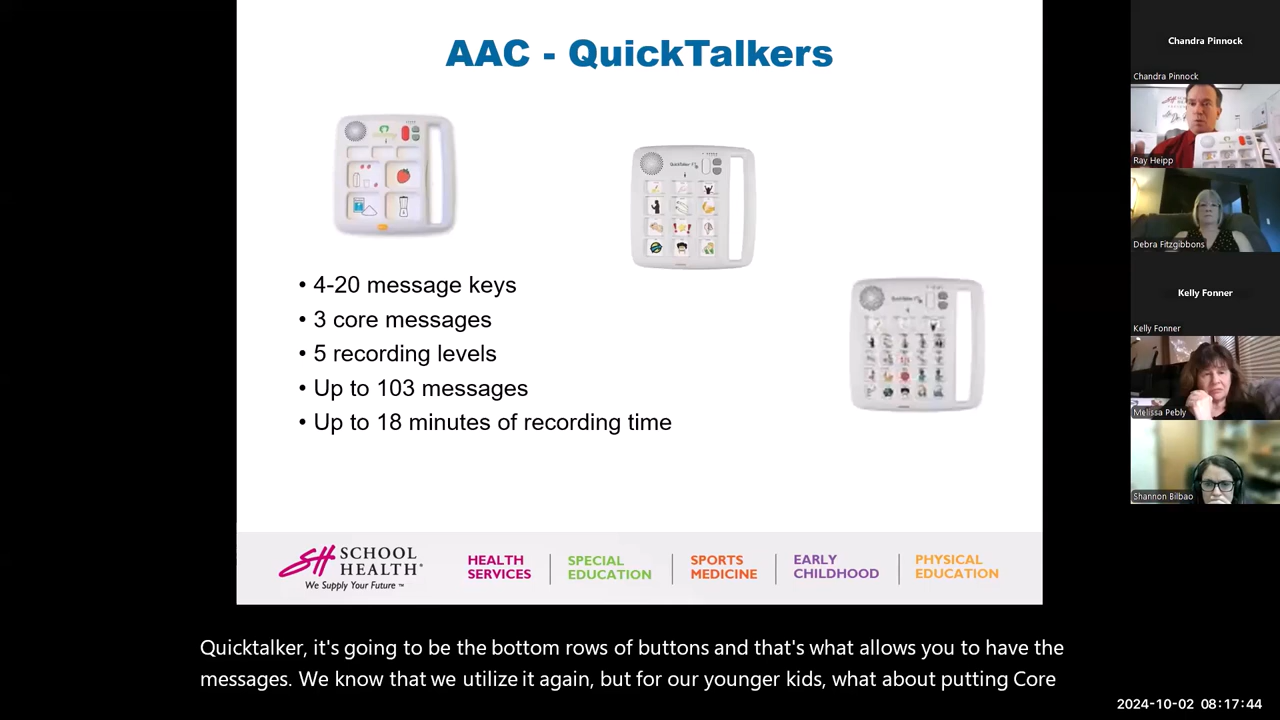 AAC - QuickTalkers
• 4-20 message keys
• 3 core messages
• 5 recording levels
• Up to 103 messages
• Up to 18 minutes of recording time
SH SCHOOL HEALTH®
We Supply Your Future ™
HEALTH SERVICES
SPECIAL EDUCATION
SPORTS MEDICINE
EARLY CHILDHOOD
PHYSICAL EDUCATION
Chandra Pinnock
Chandra Pinnock
Ray Heipp
Debra Fitzgibbons
Kelly Fonner
Kelly Fonner
Melissa Pebly
Shannon Bilbao
Quicktalker, it's going to be the bottom rows of buttons and that's what allows you to have the
messages. We know that we utilize it again, but for our younger kids, what about putting Core
2024-10-02 08:17:44